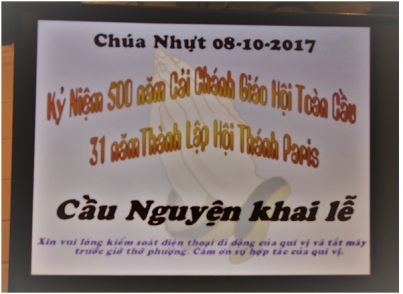 Chúa Nhựt 08-10-2017
Kỷ Niệm 500 năm Cải Chánh Giáo Hội Toàn Cầu
31 năm Thành Lập Hội Thánh Paris
Cầu Nguyện khai lễ
Xin vui lòng kiểm soát điện thoại di động của quí vị và tắt máy
trước giờ thờ phượng. Cám ơn sự hợp tác của quí vị.